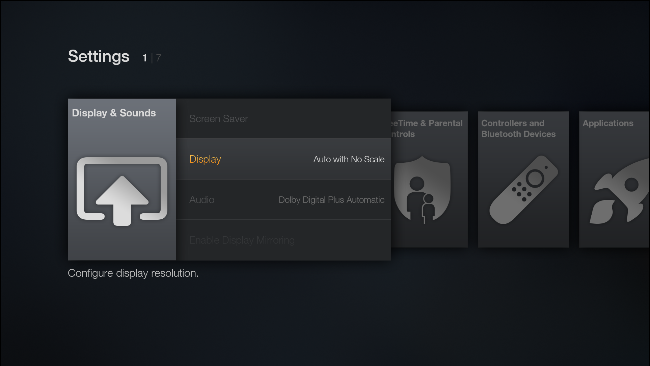 Settings 1 | 7
Display & Sounds
Screen Saver
Display Auto with No Scale
Audio Dolby Digital Plus Automatic
Enable Display Mirroring
eTime & Parental
ntrols
Controllers and
Bluetooth Devices
Applications
Configure display resolution.